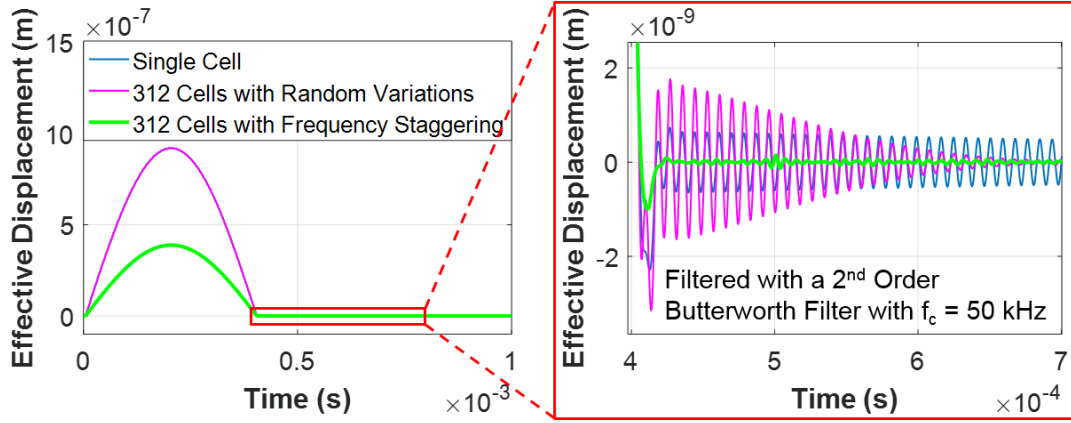 ×10⁻⁷
15
10
5
0
Effective Displacement (m)
Single Cell
312 Cells with Random Variations
312 Cells with Frequency Staggering
0
0.5
1
Time (s)
×10⁻³
×10⁻⁹
2
0
-2
Effective Displacement (m)
Filtered with a 2ⁿᵈ Order
Butterworth Filter with f_c = 50 kHz
4
5
6
7
Time (s)
×10⁻⁴